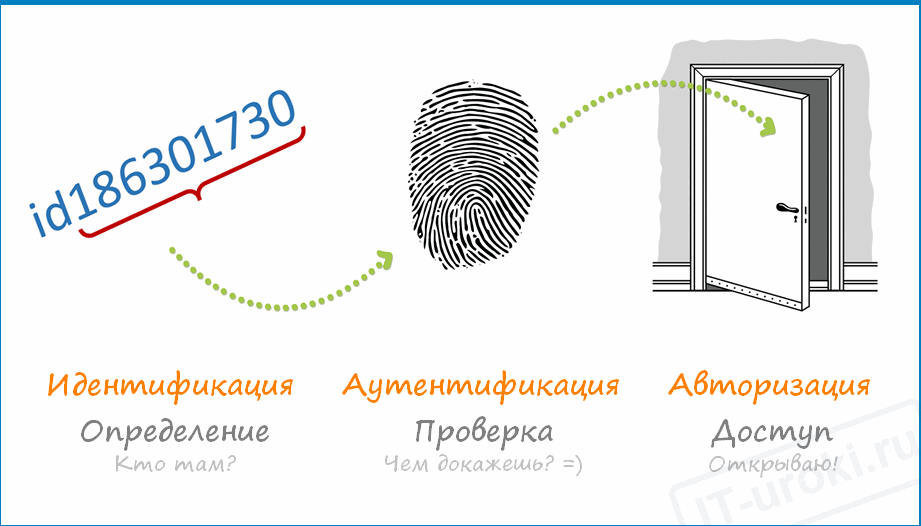 id186301730
Идентификация
Аутентификация
Авторизация
Определение
Проверка
Доступ
Кто там?
Чем докажешь? =)
Открываю!
IT-uroki.ru